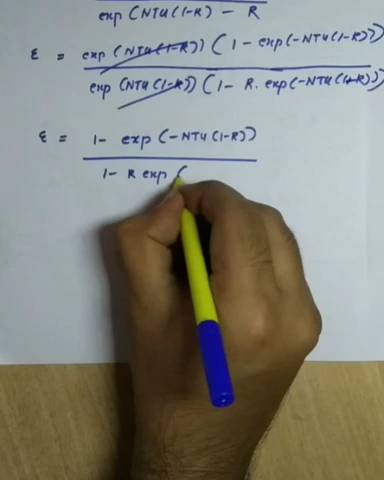 exp (NTU (1-R) - R
ε = exp (NTU (1-R)) ( 1 - exp(-NTU (1-R)))
exp (NTU (1-R)) ( 1- R. exp(-NTU (1-R)))
ε = 1- exp (-NTU (1-R))
1- R exp (